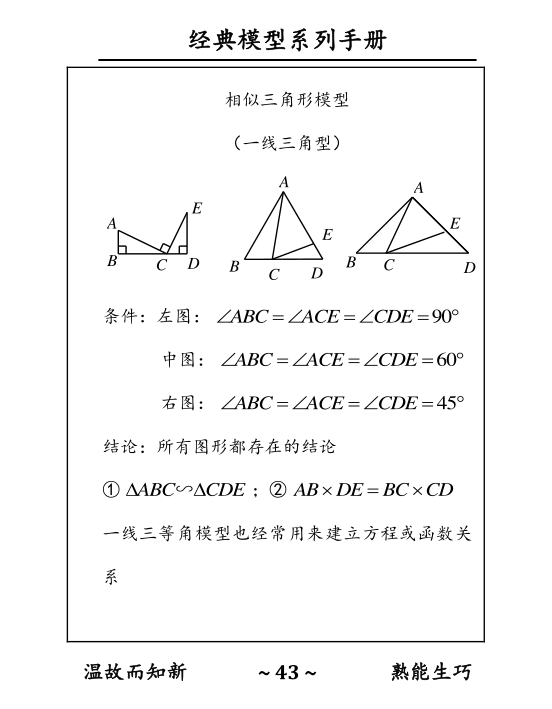 经典模型系列手册
相似三角形模型
（一线三角型）
A B C D E
A B C D E
A B C D E
条件：左图：∠ABC=∠ACE=∠CDE=90°
中图：∠ABC=∠ACE=∠CDE=60°
右图：∠ABC=∠ACE=∠CDE=45°
结论：所有图形都存在的结论
① ΔABC∽ΔCDE；② AB×DE=BC×CD
一线三等角模型也经常用来建立方程或函数关
系
温故而知新 ~ 43 ~ 熟能生巧